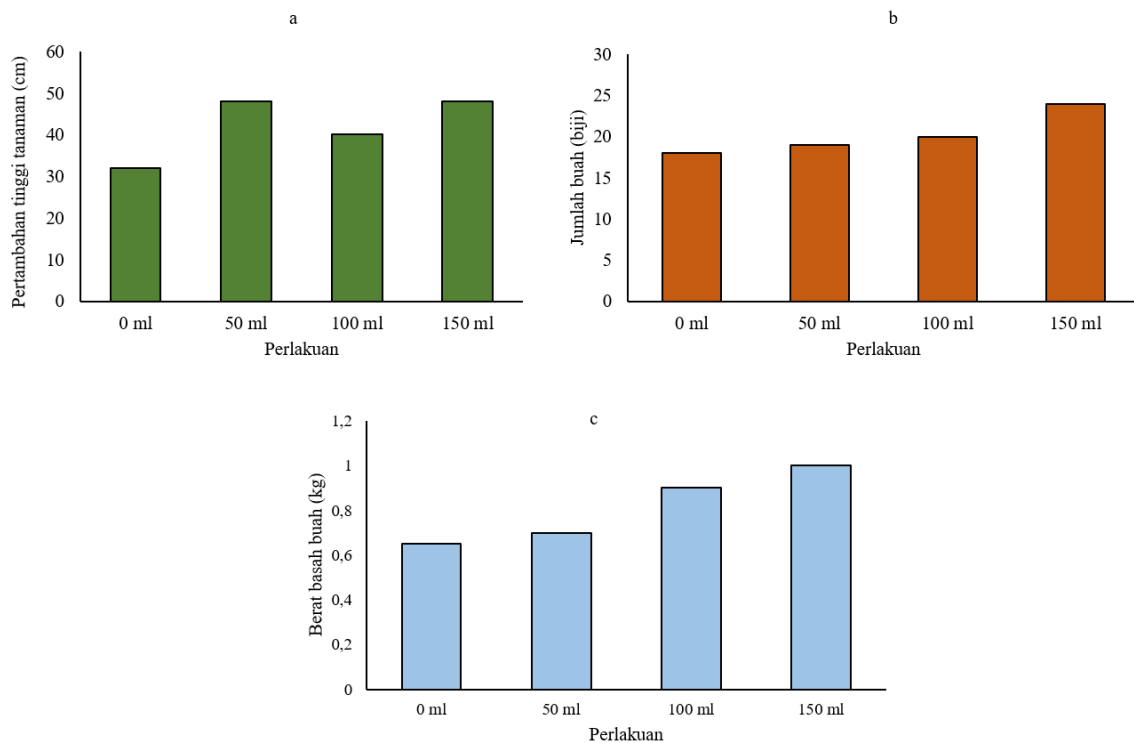 a
Pertambahan tinggi tanaman (cm)
60
50
40
30
20
10
0
0 ml 50 ml 100 ml 150 ml
Perlakuan
b
Jumlah buah (biji)
30
25
20
15
10
5
0
0 ml 50 ml 100 ml 150 ml
Perlakuan
c
Berat basah buah (kg)
1,2
1
0,8
0,6
0,4
0,2
0
0 ml 50 ml 100 ml 150 ml
Perlakuan